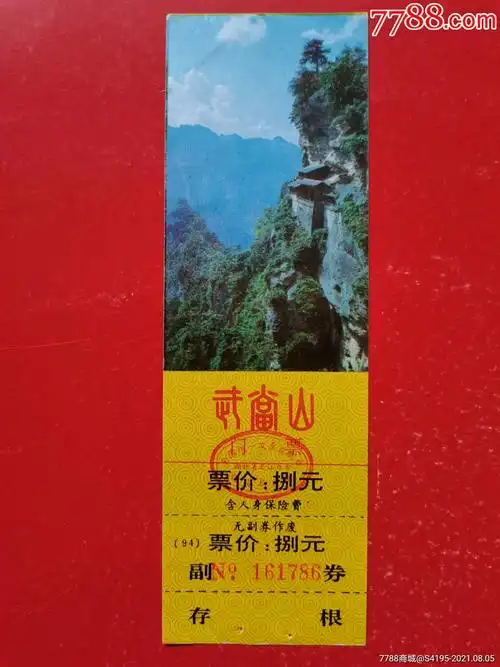 7788.com
武当山
票价:捌元
含人身保险费
无副券作废
(94) 票价:捌元
副 №. 161786 券
存 根
7788商城@S4195-2021.08.05